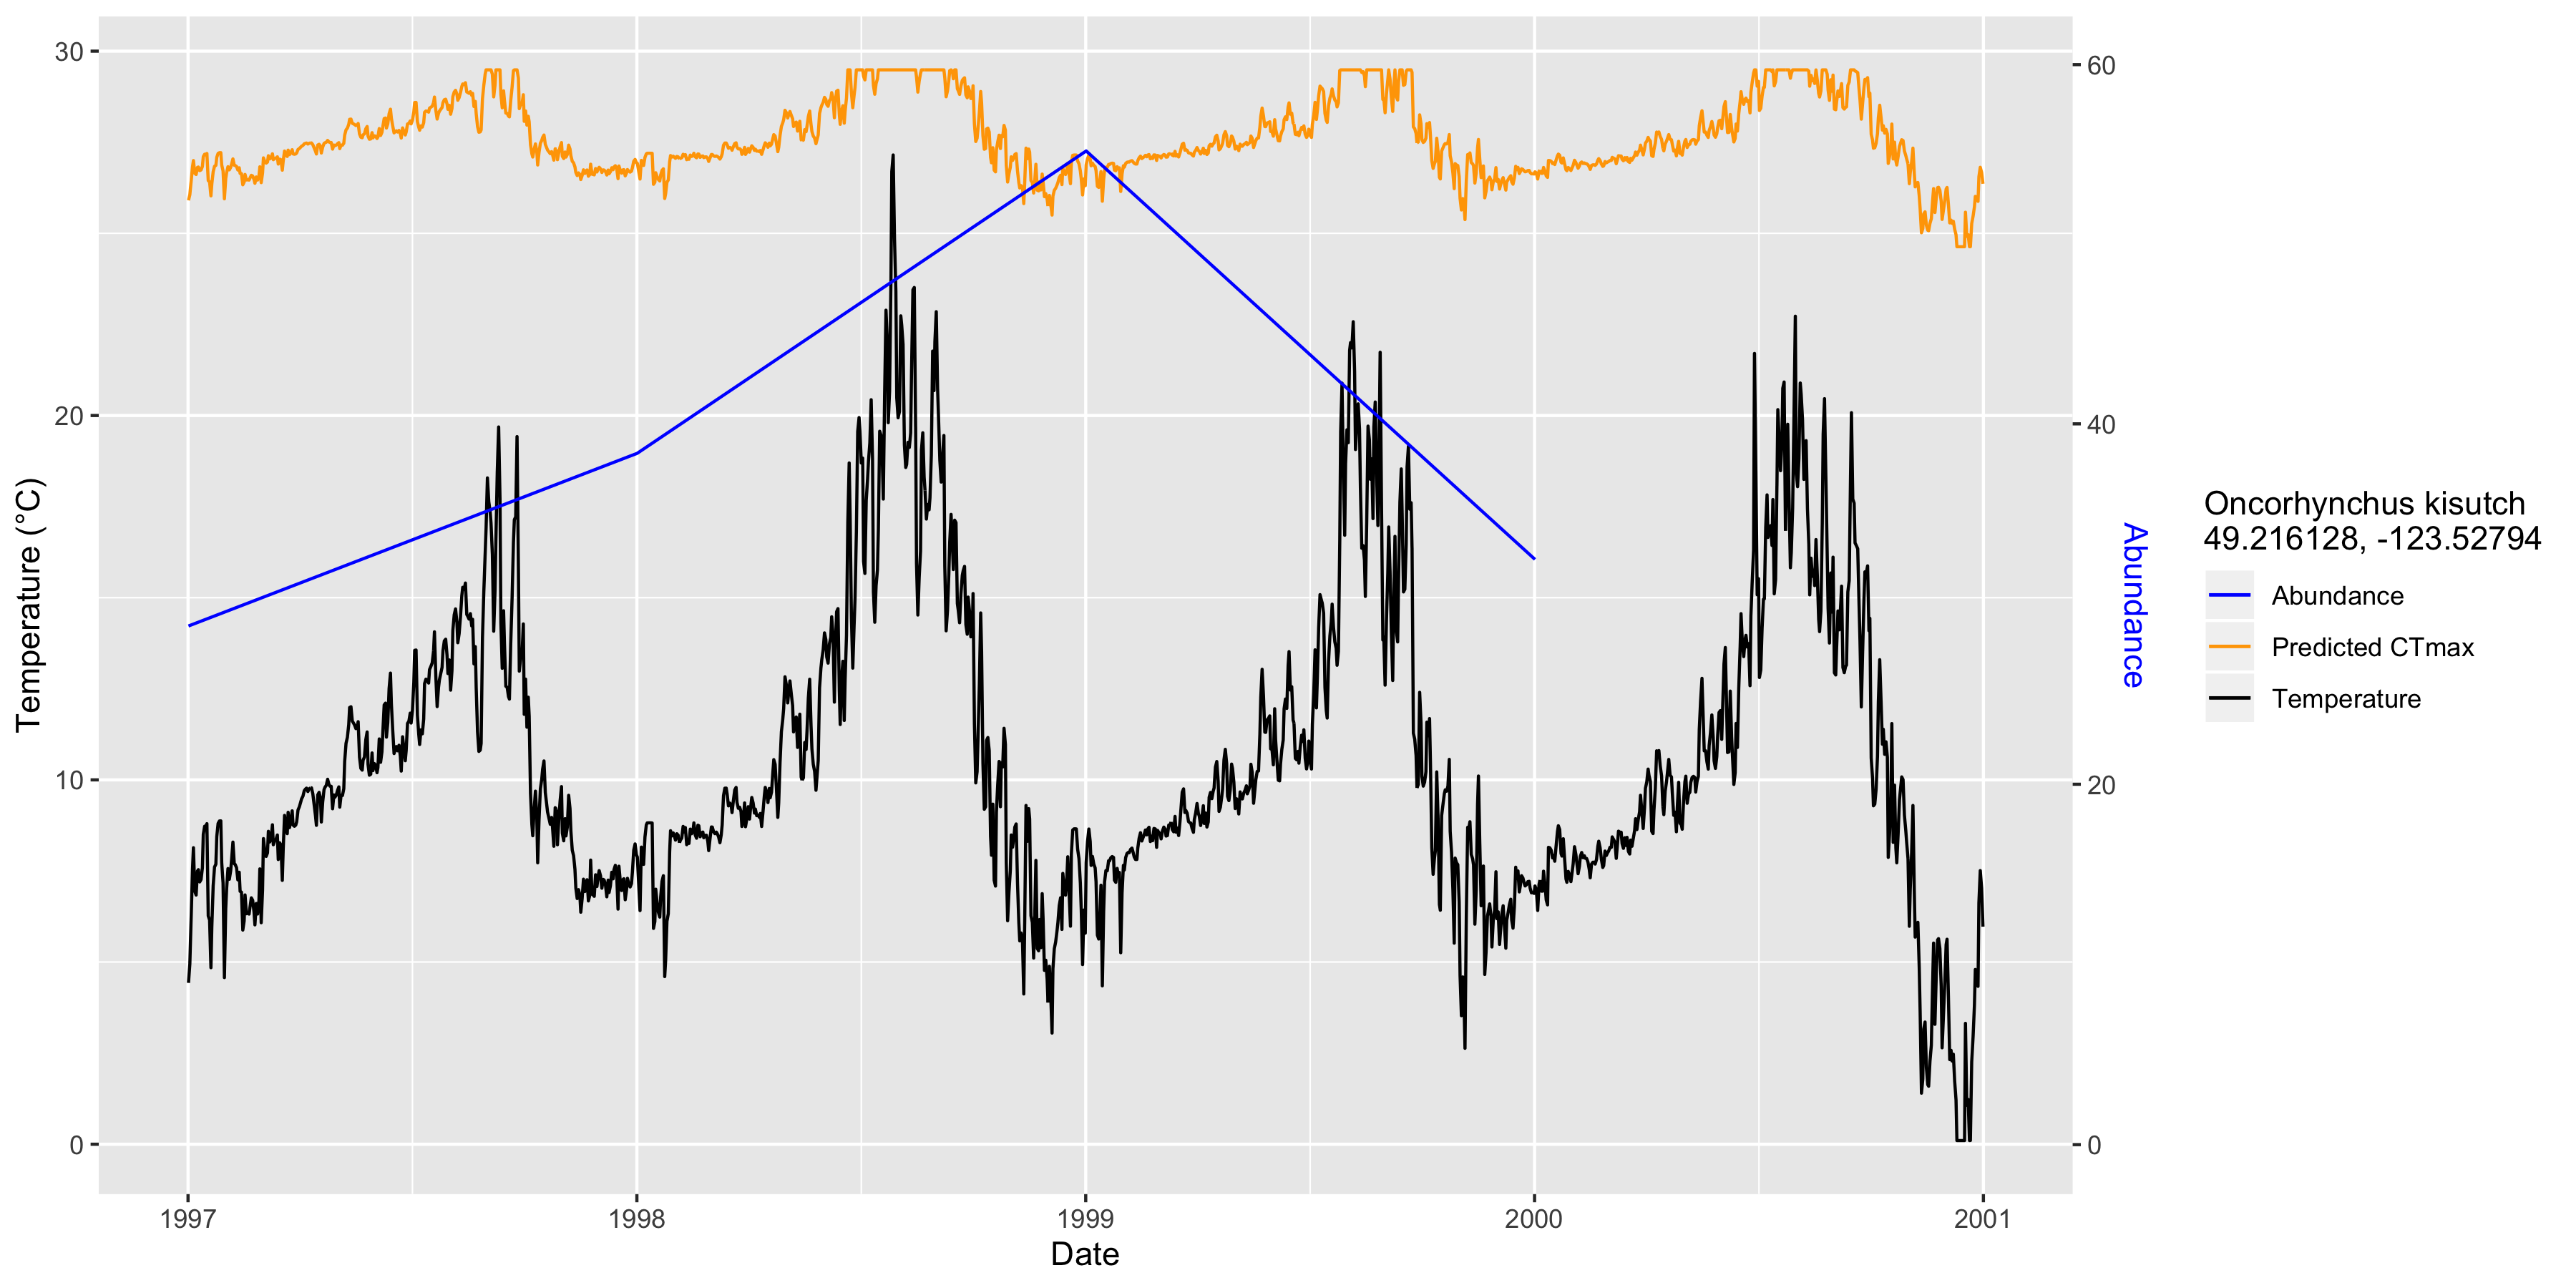 30
20
10
0
Temperature (°C)
1997
1998
1999
2000
2001
Date
60
40
20
0
Abundance
Oncorhynchus kisutch
49.216128, -123.52794
Abundance
Predicted CTmax
Temperature